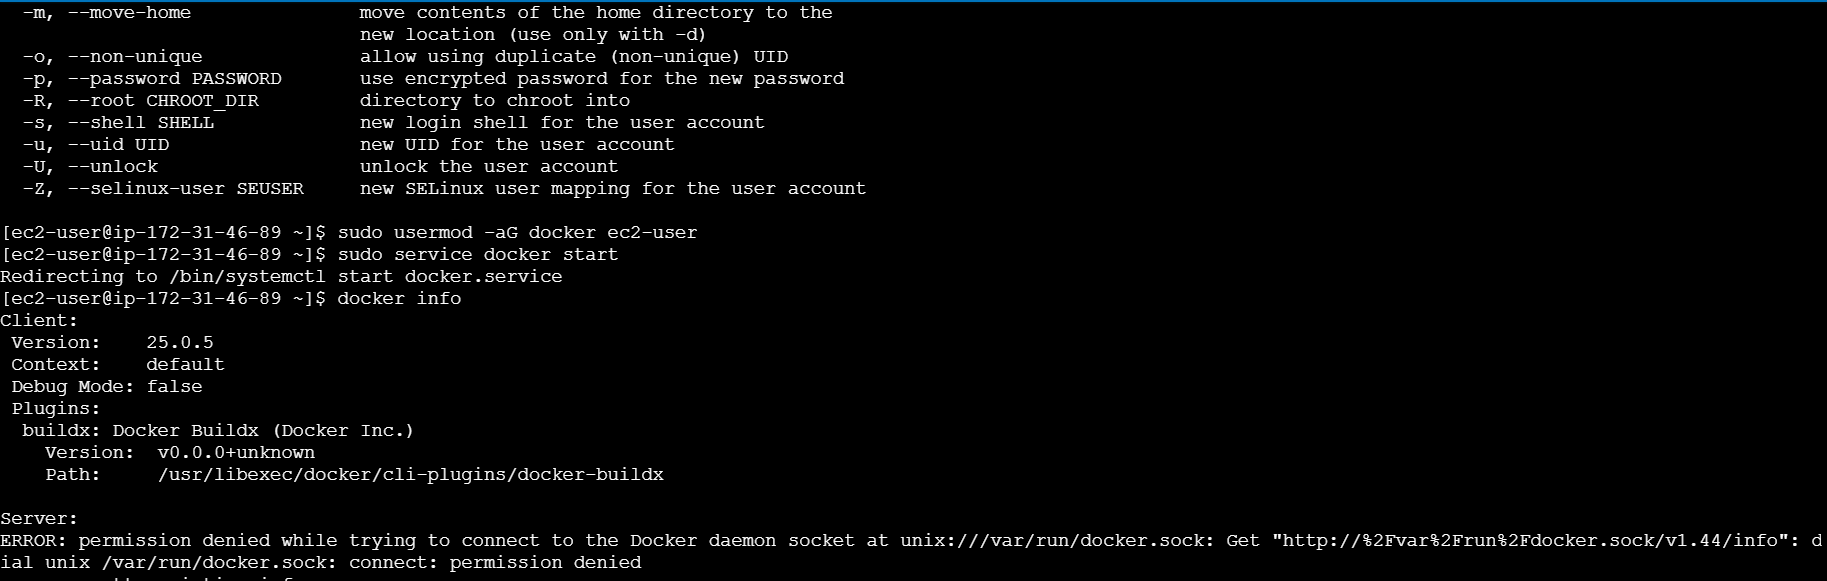 -m, --move-home move contents of the home directory to the
new location (use only with -d)
-o, --non-unique allow using duplicate (non-unique) UID
-p, --password PASSWORD use encrypted password for the new password
-R, --root CHROOT_DIR directory to chroot into
-s, --shell SHELL new login shell for the user account
-u, --uid UID new UID for the user account
-U, --unlock unlock the user account
-Z, --selinux-user SEUSER new SELinux user mapping for the user account
[ec2-user@ip-172-31-46-89 ~]$ sudo usermod -aG docker ec2-user
[ec2-user@ip-172-31-46-89 ~]$ sudo service docker start
Redirecting to /bin/systemctl start docker.service
[ec2-user@ip-172-31-46-89 ~]$ docker info
Client:
Version: 25.0.5
Context: default
Debug Mode: false
Plugins:
buildx: Docker Buildx (Docker Inc.)
Version: v0.0.0+unknown
Path: /usr/libexec/docker/cli-plugins/docker-buildx
Server:
ERROR: permission denied while trying to connect to the Docker daemon socket at unix:///var/run/docker.sock: Get "http://%2Fvar%2Frun%2Fdocker.sock/v1.44/info": d
ial unix /var/run/docker.sock: connect: permission denied